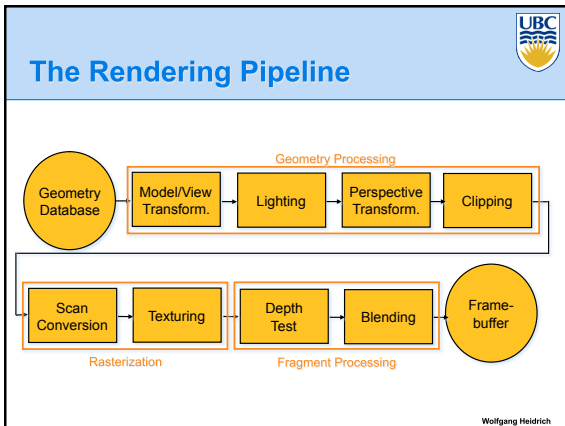 UBC
The Rendering Pipeline
Geometry Processing
Geometry
Database
Model/View
Transform.
Lighting
Perspective
Transform.
Clipping
Scan
Conversion
Texturing
Depth
Test
Blending
Frame-
buffer
Rasterization
Fragment Processing
Wolfgang Heidrich